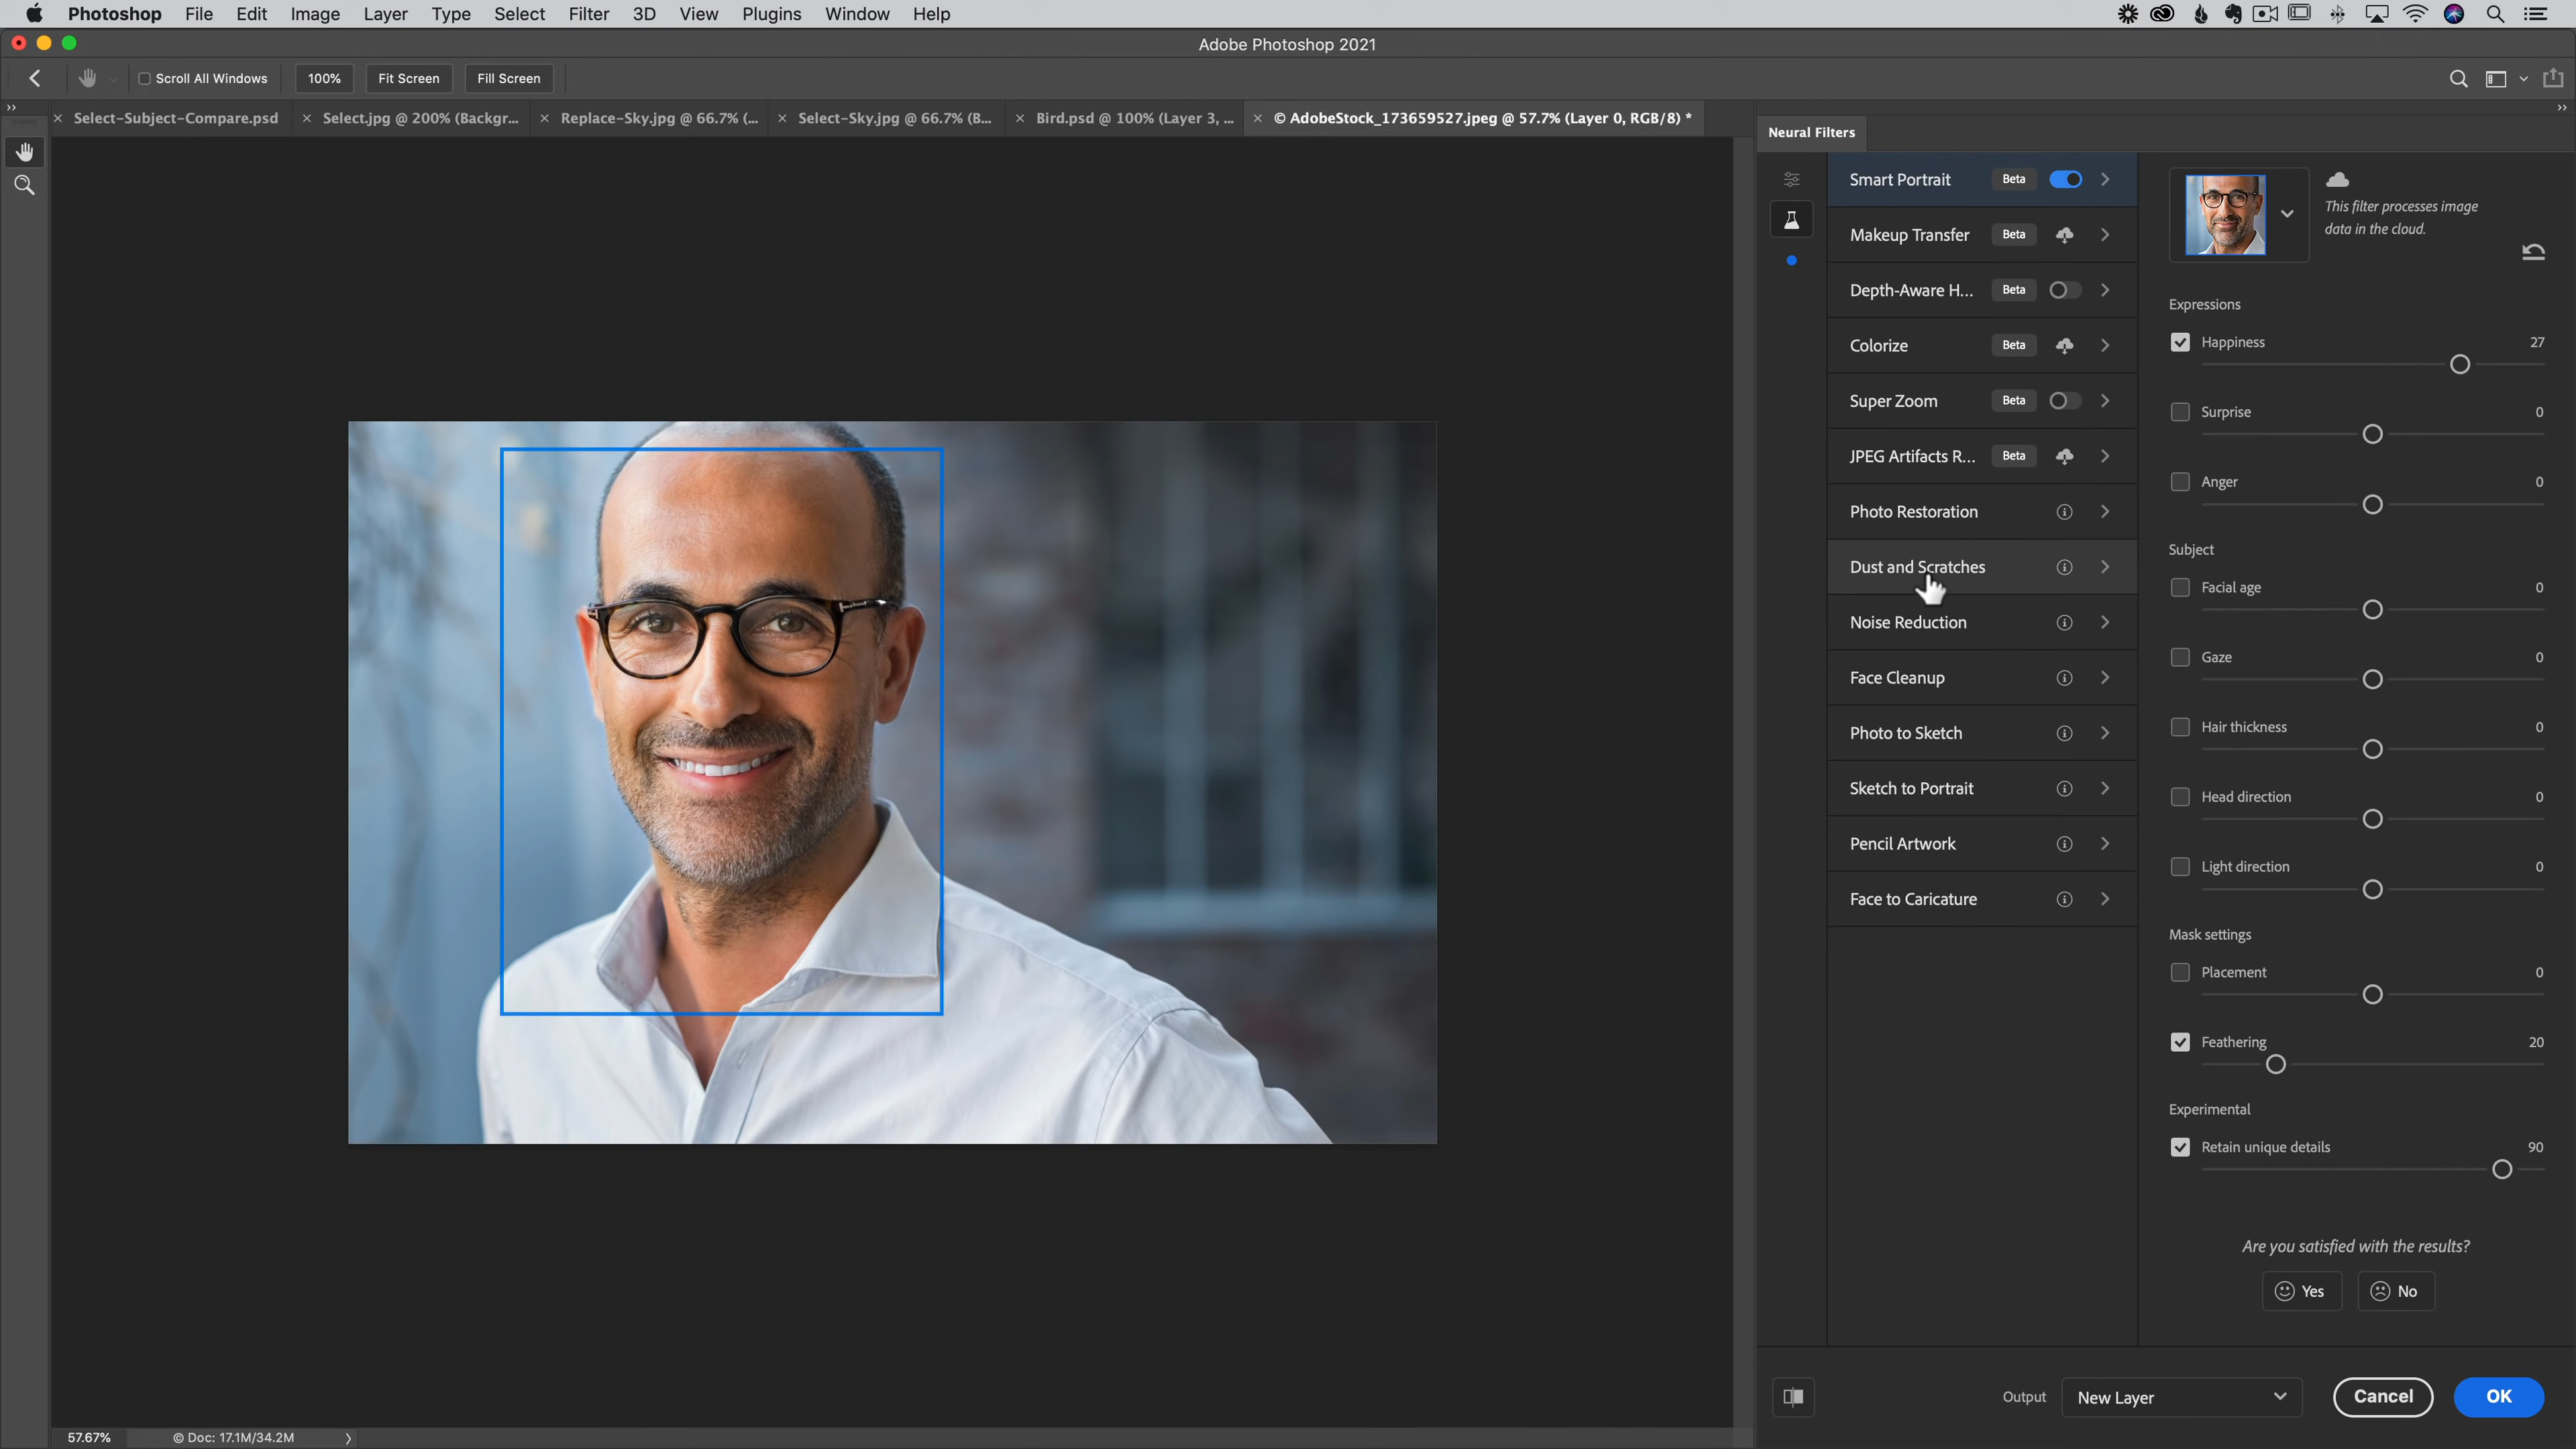 Photoshop File Edit Image Layer Type Select Filter 3D View Plugins Window Help
Adobe Photoshop 2021
Scroll All Windows 100% Fit Screen Fill Screen
Select-Subject-Compare.psd Select.jpg @ 200% (Backgr... Replace-Sky.jpg @ 66.7% (... Select-Sky.jpg @ 66.7% (B... Bird.psd @ 100% (Layer 3, ... © AdobeStock_173659527.jpeg @ 57.7% (Layer 0, RGB/8) *
Neural Filters
Smart Portrait Beta
Makeup Transfer Beta
Depth-Aware H... Beta
Colorize Beta
Super Zoom Beta
JPEG Artifacts R... Beta
Photo Restoration
Dust and Scratches
Noise Reduction
Face Cleanup
Photo to Sketch
Sketch to Portrait
Pencil Artwork
Face to Caricature
This filter processes image
data in the cloud.
Expressions
Happiness 27
Surprise 0
Anger 0
Subject
Facial age 0
Gaze 0
Hair thickness 0
Head direction 0
Light direction 0
Mask settings
Placement 0
Feathering 20
Experimental
Retain unique details 90
Are you satisfied with the results?
Yes No
Output New Layer Cancel OK
57.67% © Doc: 17.1M/34.2M